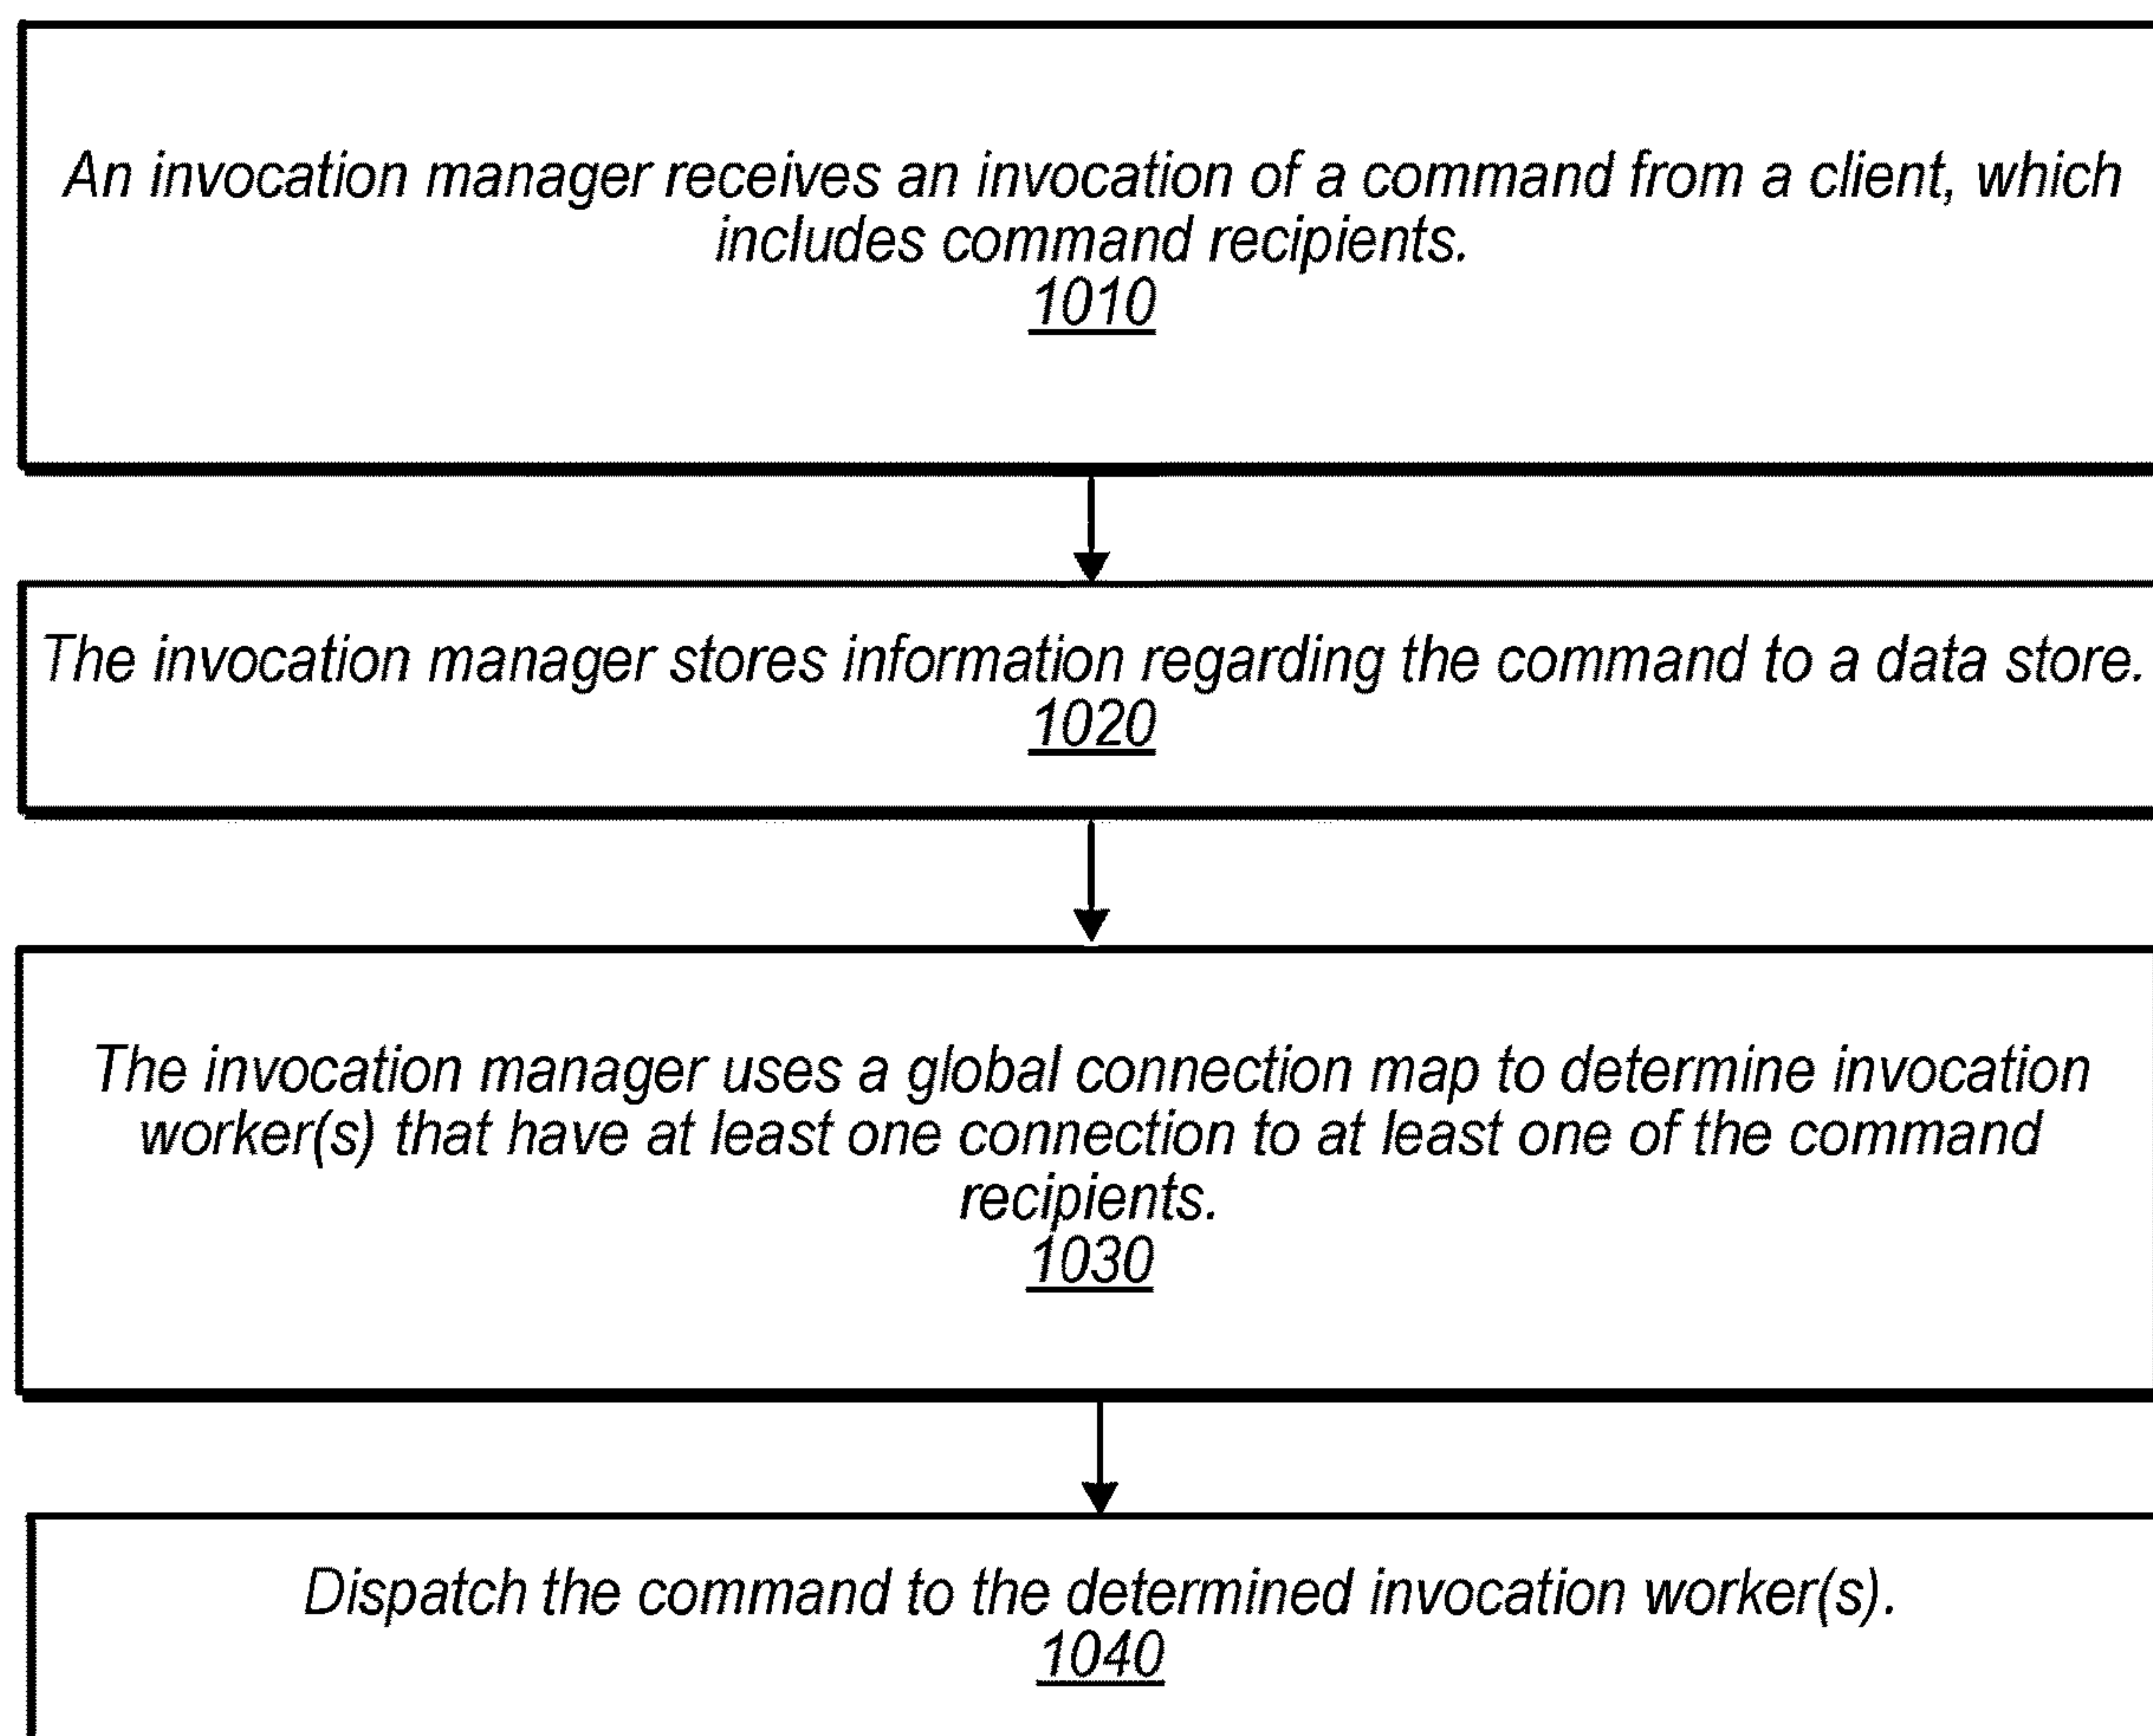 An invocation manager receives an invocation of a command from a client, which
includes command recipients.
1010
The invocation manager stores information regarding the command to a data store.
1020
The invocation manager uses a global connection map to determine invocation
worker(s) that have at least one connection to at least one of the command
recipients.
1030
Dispatch the command to the determined invocation worker(s).
1040